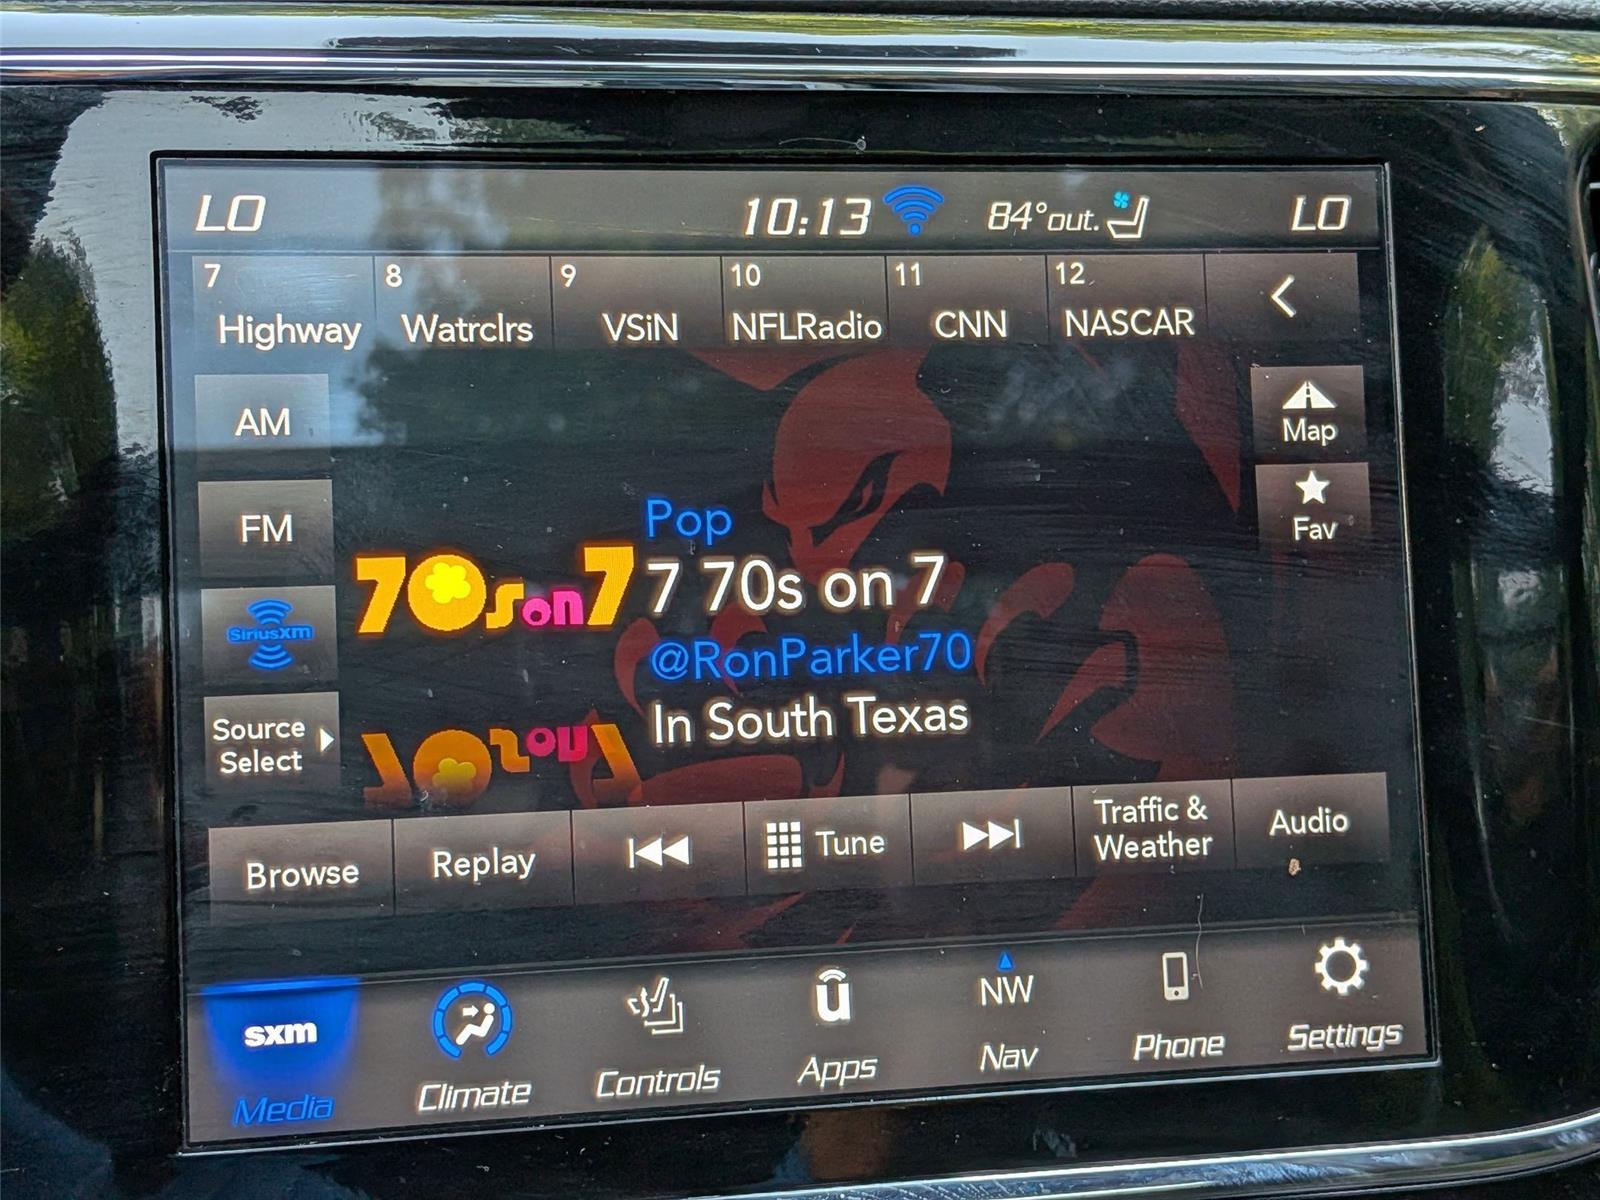 LO 10:13 84°out. LO
7 8 9 10 11 12
Highway Watrclrs VSiN NFLRadio CNN NASCAR
AM
Map
FM
Fav
Pop
70s on 7
7 70s on 7
SiriusXM
@RonParker70
In South Texas
Source
Select
Browse Replay Tune Traffic &
Weather Audio
sxm
Media
Climate
Controls
ū
Apps
NW
Nav
Phone
Settings